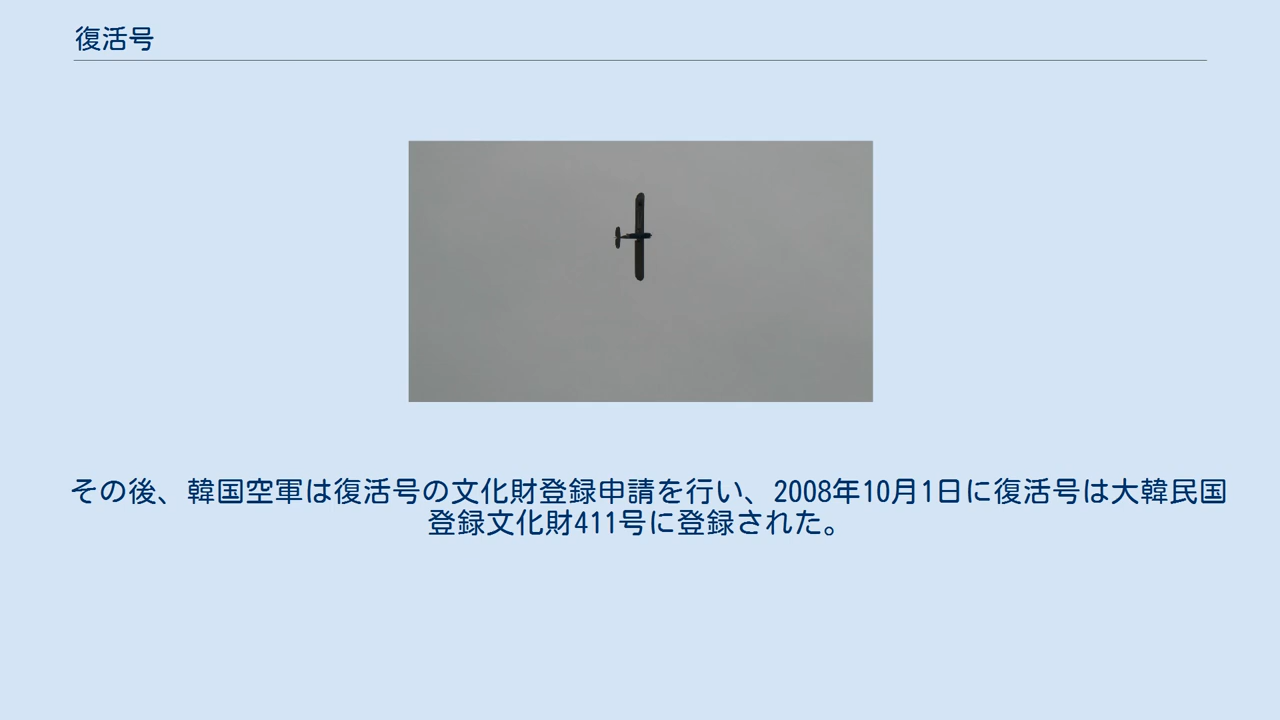 復活号
その後、韓国空軍は復活号の文化財登録申請を行い、2008年10月1日に復活号は大韓民国
登録文化財411号に登録された。